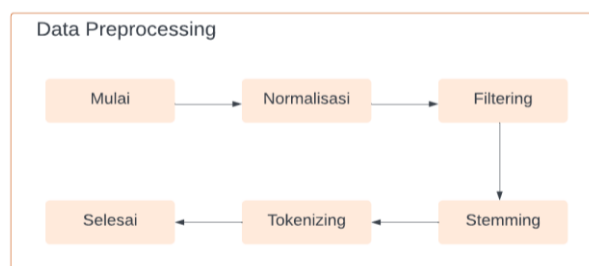 Data Preprocessing
Mulai
Normalisasi
Filtering
Stemming
Tokenizing
Selesai